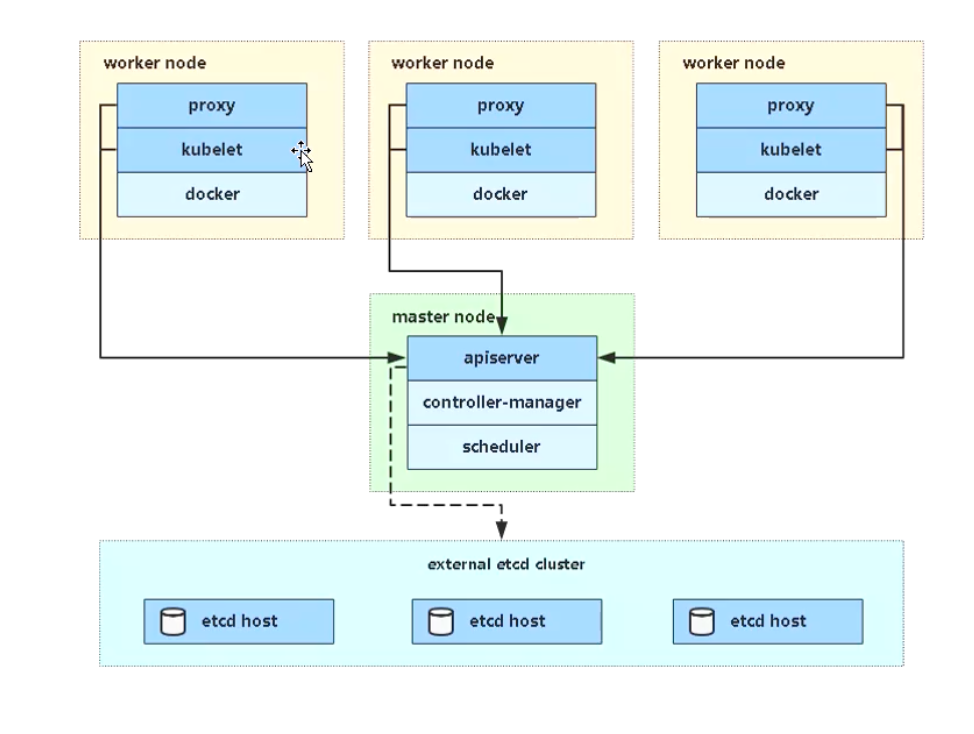 worker node
proxy
kubelet
docker
worker node
proxy
kubelet
docker
worker node
proxy
kubelet
docker
master node
apiserver
controller-manager
scheduler
external etcd cluster
etcd host
etcd host
etcd host